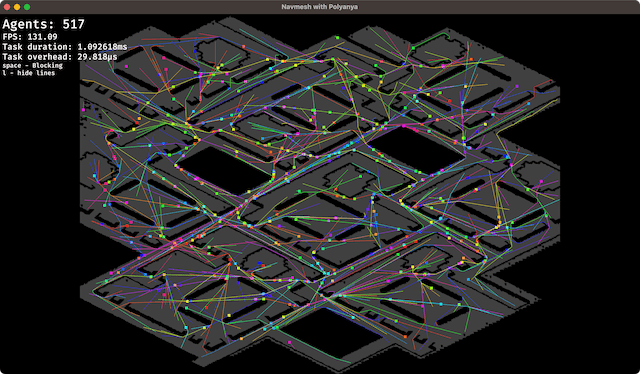 Navmesh with Polyanya
Agents: 517
FPS: 131.09
Task duration: 1.092618ms
Task overhead: 29.818µs
space - Blocking
l - hide lines